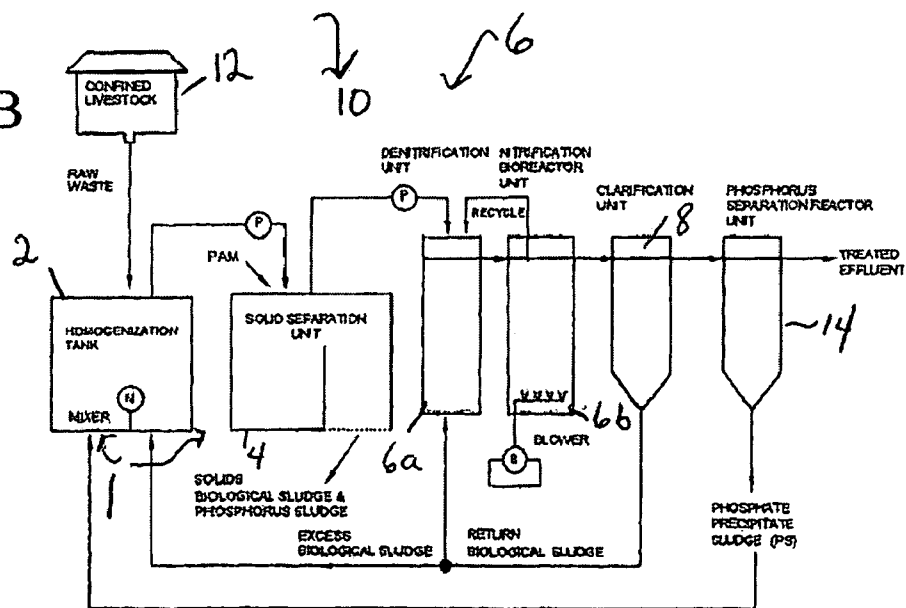 B
CONFINED
LIVESTOCK
12
10
6
RAW
WASTE
DENITRIFICATION
UNIT
NITRIFICATION
BIOREACTOR
UNIT
CLARIFICATION
UNIT
PHOSPHORUS
SEPARATION REACTOR
UNIT
P
P
RECYCLE
8
2
PAM
TREATED
EFFLUENT
HOMOGENIZATION
TANK
SOLID SEPARATION
UNIT
14
MIXER
4
6a
6b
BLOWER
B
1
SOLIDS
BIOLOGICAL SLUDGE &
PHOSPHORUS SLUDGE
EXCESS
BIOLOGICAL SLUDGE
RETURN
BIOLOGICAL SLUDGE
PHOSPHATE
PRECIPITATE
SLUDGE (PS)